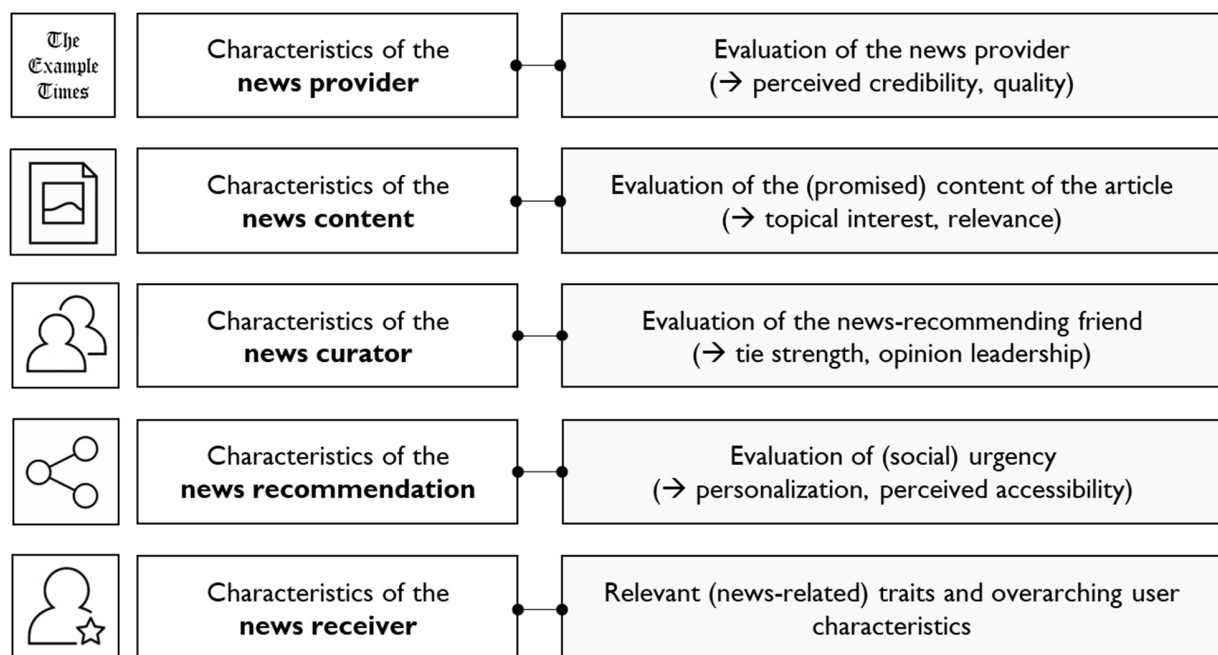 The
Example
Times
Characteristics of the
news provider
Evaluation of the news provider
(→ perceived credibility, quality)
Characteristics of the
news content
Evaluation of the (promised) content of the article
(→ topical interest, relevance)
Characteristics of the
news curator
Evaluation of the news-recommending friend
(→ tie strength, opinion leadership)
Characteristics of the
news recommendation
Evaluation of (social) urgency
(→ personalization, perceived accessibility)
Characteristics of the
news receiver
Relevant (news-related) traits and overarching user
characteristics